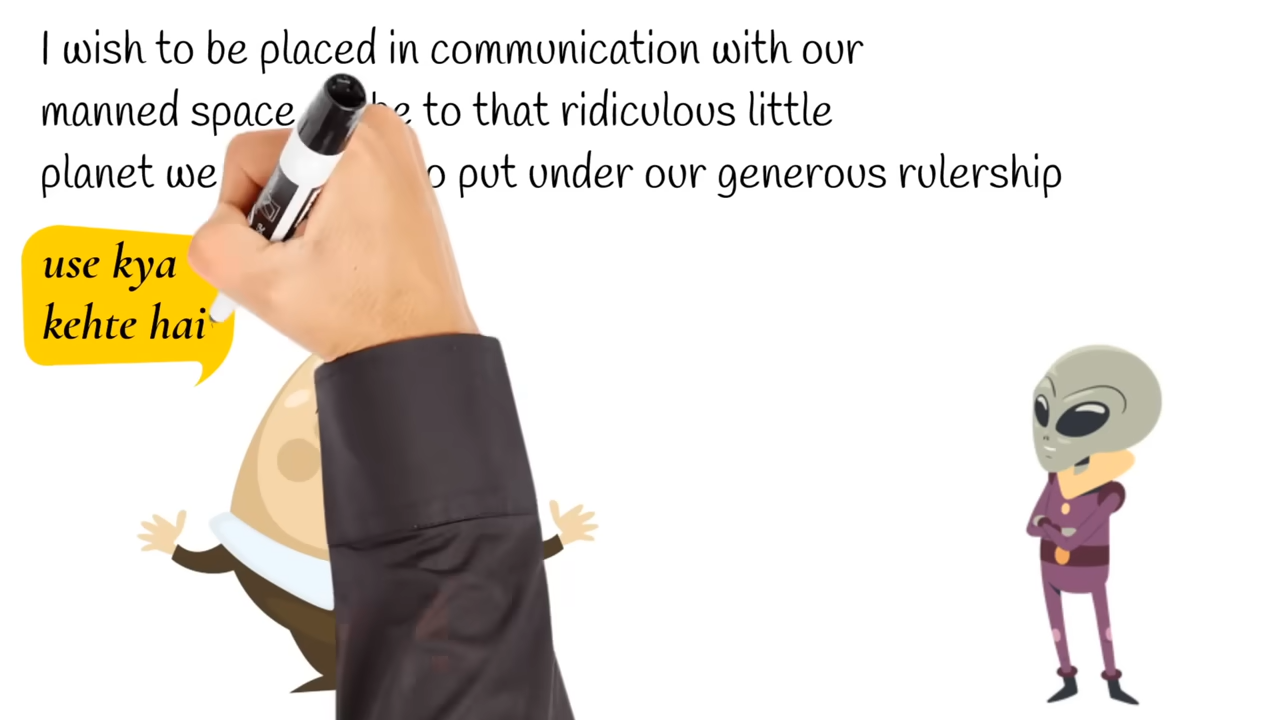 I wish to be placed in communication with our
manned space to that ridiculous little
planet we put under our generous rulership
use kya
kehte hai